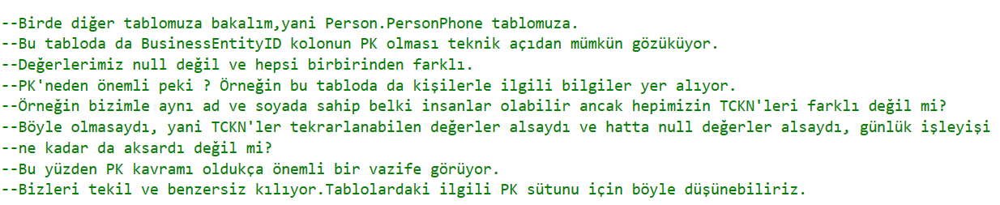 --Birde diğer tablomuza bakalım,yani Person.PersonPhone tablomuza.
--Bu tabloda da BusinessEntityID kolonun PK olması teknik açıdan mümkün gözüküyor.
--Değerlerimiz null değil ve hepsi birbirinden farklı.
--PK'neden önemli peki ? Örneğin bu tabloda da kişilerle ilgili bilgiler yer alıyor.
--Örneğin bizimle aynı ad ve soyada sahip belki insanlar olabilir ancak hepimizin TCKN'leri farklı değil mi?
--Böyle olmasaydı, yani TCKN'ler tekrarlanabilen değerler alsaydı ve hatta null değerler alsaydı, günlük işleyişi
--ne kadar da aksardı değil mi?
--Bu yüzden PK kavramı oldukça önemli bir vazife görüyor.
--Bizleri tekil ve benzersiz kılıyor.Tablolardaki ilgili PK sütunu için böyle düşünebiliriz.